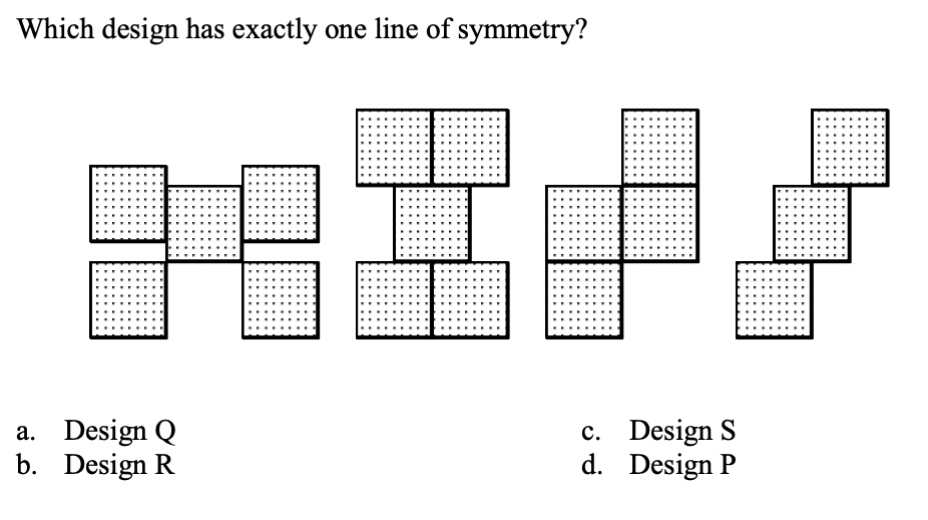 Which design has exactly one line of symmetry?
a. Design Q
b. Design R
c. Design S
d. Design P